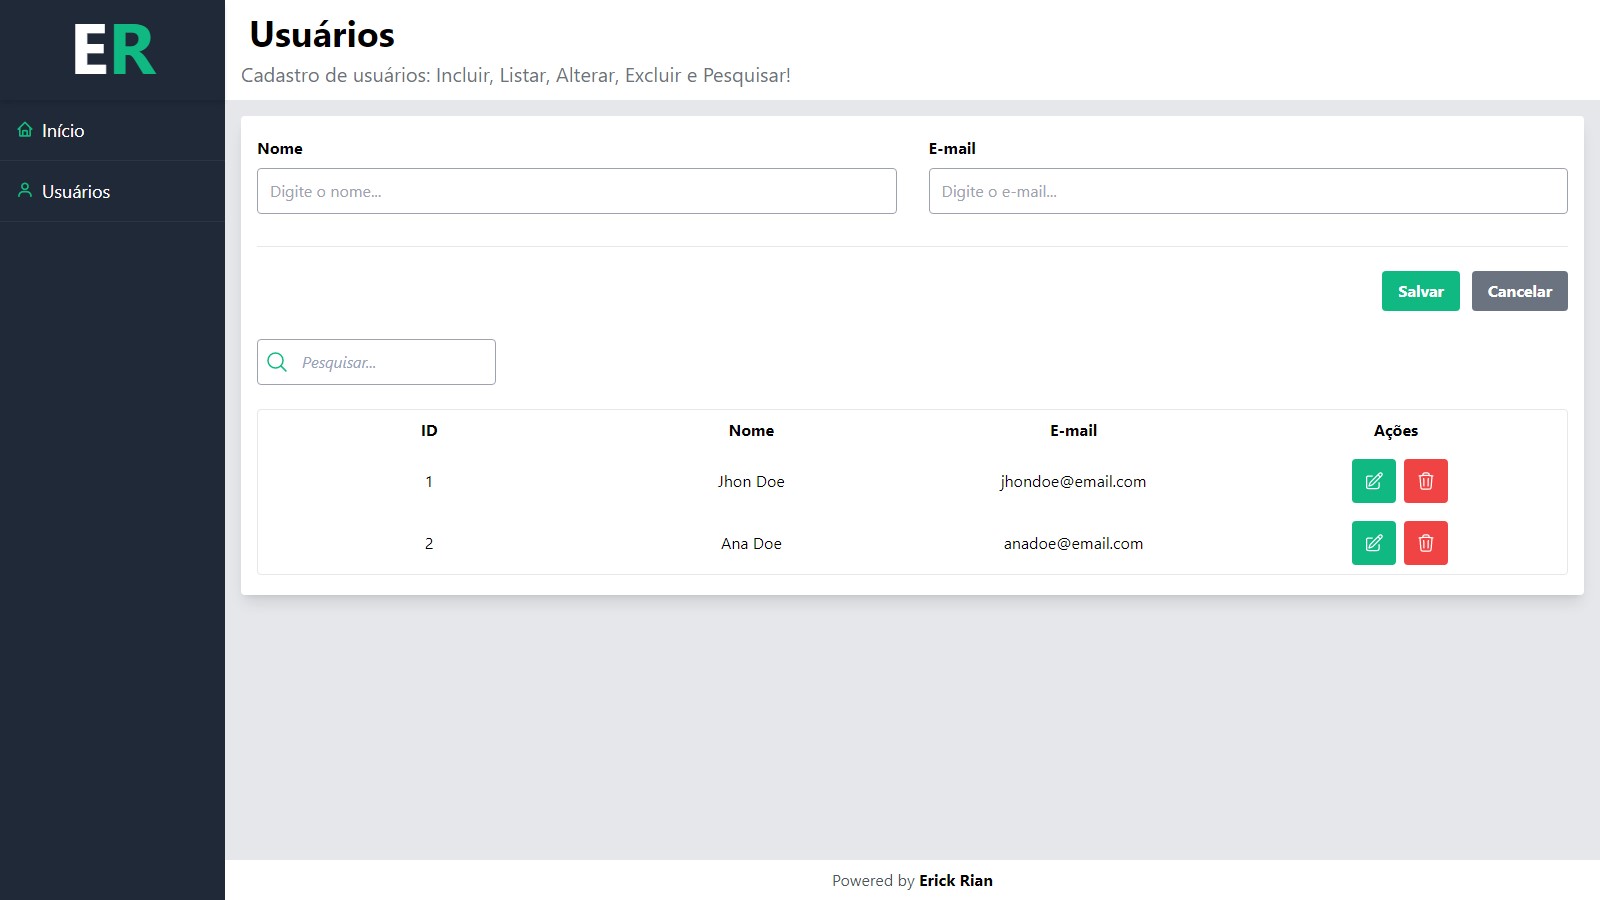 ER
Início
Usuários
Usuários
Cadastro de usuários: Incluir, Listar, Alterar, Excluir e Pesquisar!
Nome E-mail
Digite o nome... Digite o e-mail...
Salvar Cancelar
Pesquisar...
ID Nome E-mail Ações
1 Jhon Doe jhondoe@email.com
2 Ana Doe anadoe@email.com
Powered by Erick Rian